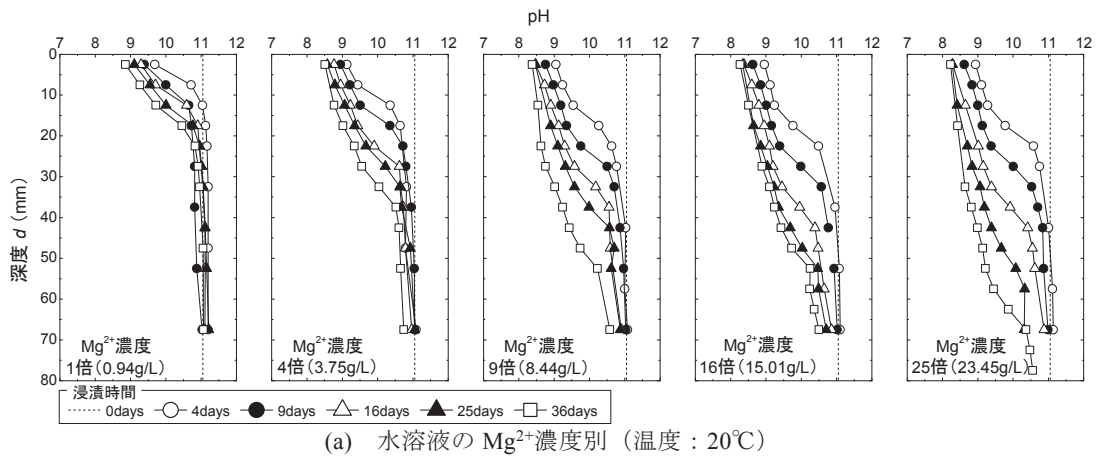 pH
7 8 9 10 11 12 7 8 9 10 11 12 7 8 9 10 11 12 7 8 9 10 11 12 7 8 9 10 11 12
0
10
20
30
40
50
60
70
80
深度 d (mm)
Mg²⁺濃度 Mg²⁺濃度 Mg²⁺濃度 Mg²⁺濃度 Mg²⁺濃度
1倍(0.94g/L) 4倍(3.75g/L) 9倍(8.44g/L) 16倍(15.01g/L) 25倍(23.45g/L)
浸漬時間
0days 4days 9days 16days 25days 36days
(a) 水溶液の Mg²⁺濃度別(温度:20℃)